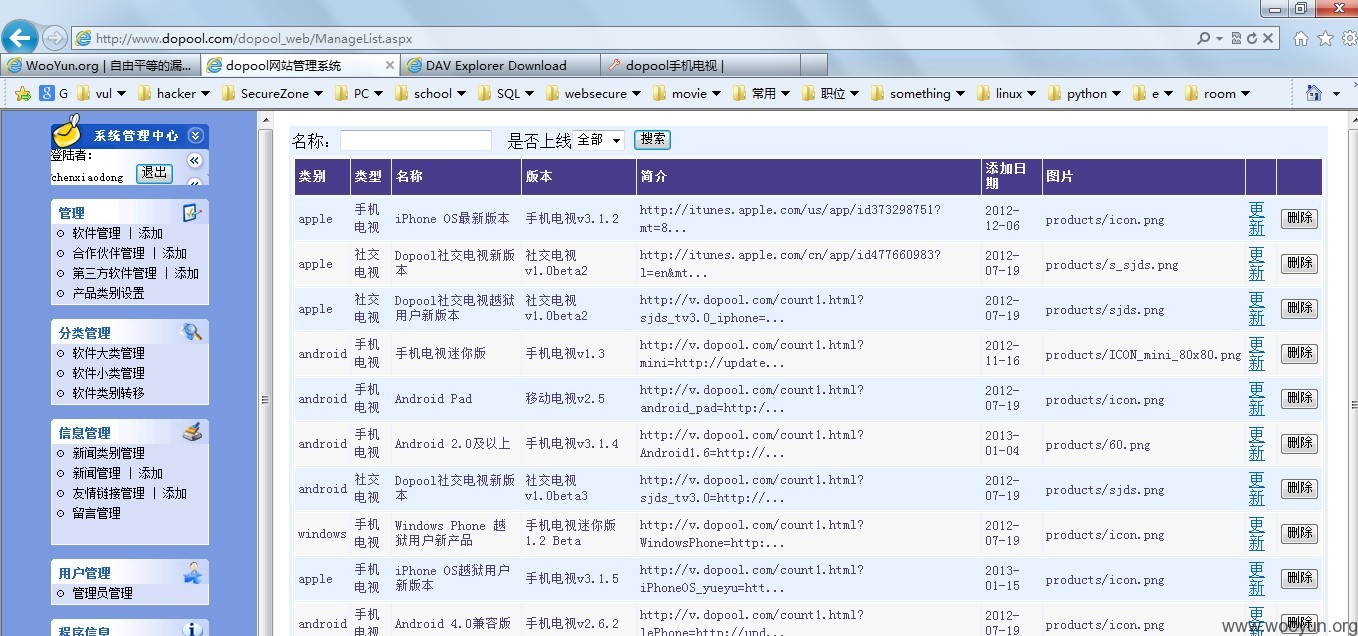 http://www.dopool.com/dopool_web/ManageList.aspx
WooYun.org | 自由平等的漏...
dopool网站管理系统
DAV Explorer Download
dopool手机电视 |
G vul hacker SecureZone PC school SQL websecure movie 常用 职位 something linux python e room
系统管理中心
登陆者:
chenxiaodong 退出
管理
软件管理 | 添加
合作伙伴管理 | 添加
第三方软件管理 | 添加
产品类别设置
分类管理
软件大类管理
软件小类管理
软件类别转移
信息管理
新闻类别管理
新闻管理 | 添加
友情链接管理 | 添加
留言管理
用户管理
管理员管理
程序信息
名称: 是否上线 全部 搜索
类别 类型 名称 版本 简介 添加日期 图片
apple 手机电视 iPhone OS最新版本 手机电视v3.1.2 http://itunes.apple.com/us/app/id373298751?mt=8... 2012-12-06 products/icon.png 更新 删除
apple 社交电视 Dopool社交电视新版本 社交电视v1.0beta2 http://itunes.apple.com/cn/app/id477660983?l=en&mt... 2012-07-19 products/s_sjds.png 更新 删除
apple 社交电视 Dopool社交电视越狱用户新版本 社交电视v1.0beta2 http://v.dopool.com/count1.html?sjds_tv3.0_iphone=... 2012-07-19 products/sjds.png 更新 删除
android 手机电视 手机电视迷你版 手机电视v1.3 http://v.dopool.com/count1.html?mini=http://update... 2012-11-16 products/ICON_mini_80x80.png 更新 删除
android 手机电视 Android Pad 移动电视v2.5 http://v.dopool.com/count1.html?android_pad=http:/... 2012-07-19 products/icon.png 更新 删除
android 手机电视 Android 2.0及以上 手机电视v3.1.4 http://v.dopool.com/count1.html?Android1.6=http://... 2013-01-04 products/60.png 更新 删除
android 社交电视 Dopool社交电视新版本 社交电视v1.0beta3 http://v.dopool.com/count1.html?sjds_tv3.0=http://... 2012-07-19 products/sjds.png 更新 删除
windows 手机电视 Windows Phone 越狱用户新产品 手机电视迷你版1.2 Beta http://v.dopool.com/count1.html?WindowsPhone=http:... 2012-07-19 products/icon.png 更新 删除
apple 手机电视 iPhone OS越狱用户新版本 手机电视v3.1.5 http://v.dopool.com/count1.html?iPhoneOS_yueyu=htt... 2013-01-15 products/icon.png 更新 删除
android 手机电视 Android 4.0兼容版 手机电视v2.6.2 http://v.dopool.com/count1.html?lePhone=http://upd... 2012-07-19 products/icon.png 更新 删除
www.wooyun.org